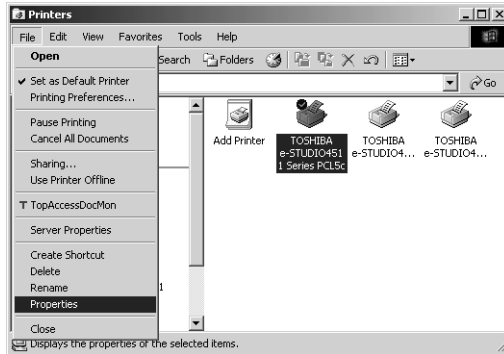 Printers
File Edit View Favorites Tools Help
Search Folders
Go
Open
Set as Default Printer
Printing Preferences...
Pause Printing
Cancel All Documents
Sharing...
Use Printer Offline
TopAccessDocMon
Server Properties
Create Shortcut
Delete
Rename
Properties
Close
Add Printer
TOSHIBA
e-STUDIO451
1 Series PCL5c
TOSHIBA
e-STUDIO4...
TOSHIBA
e-STUDIO4...
1
Displays the properties of the selected items.